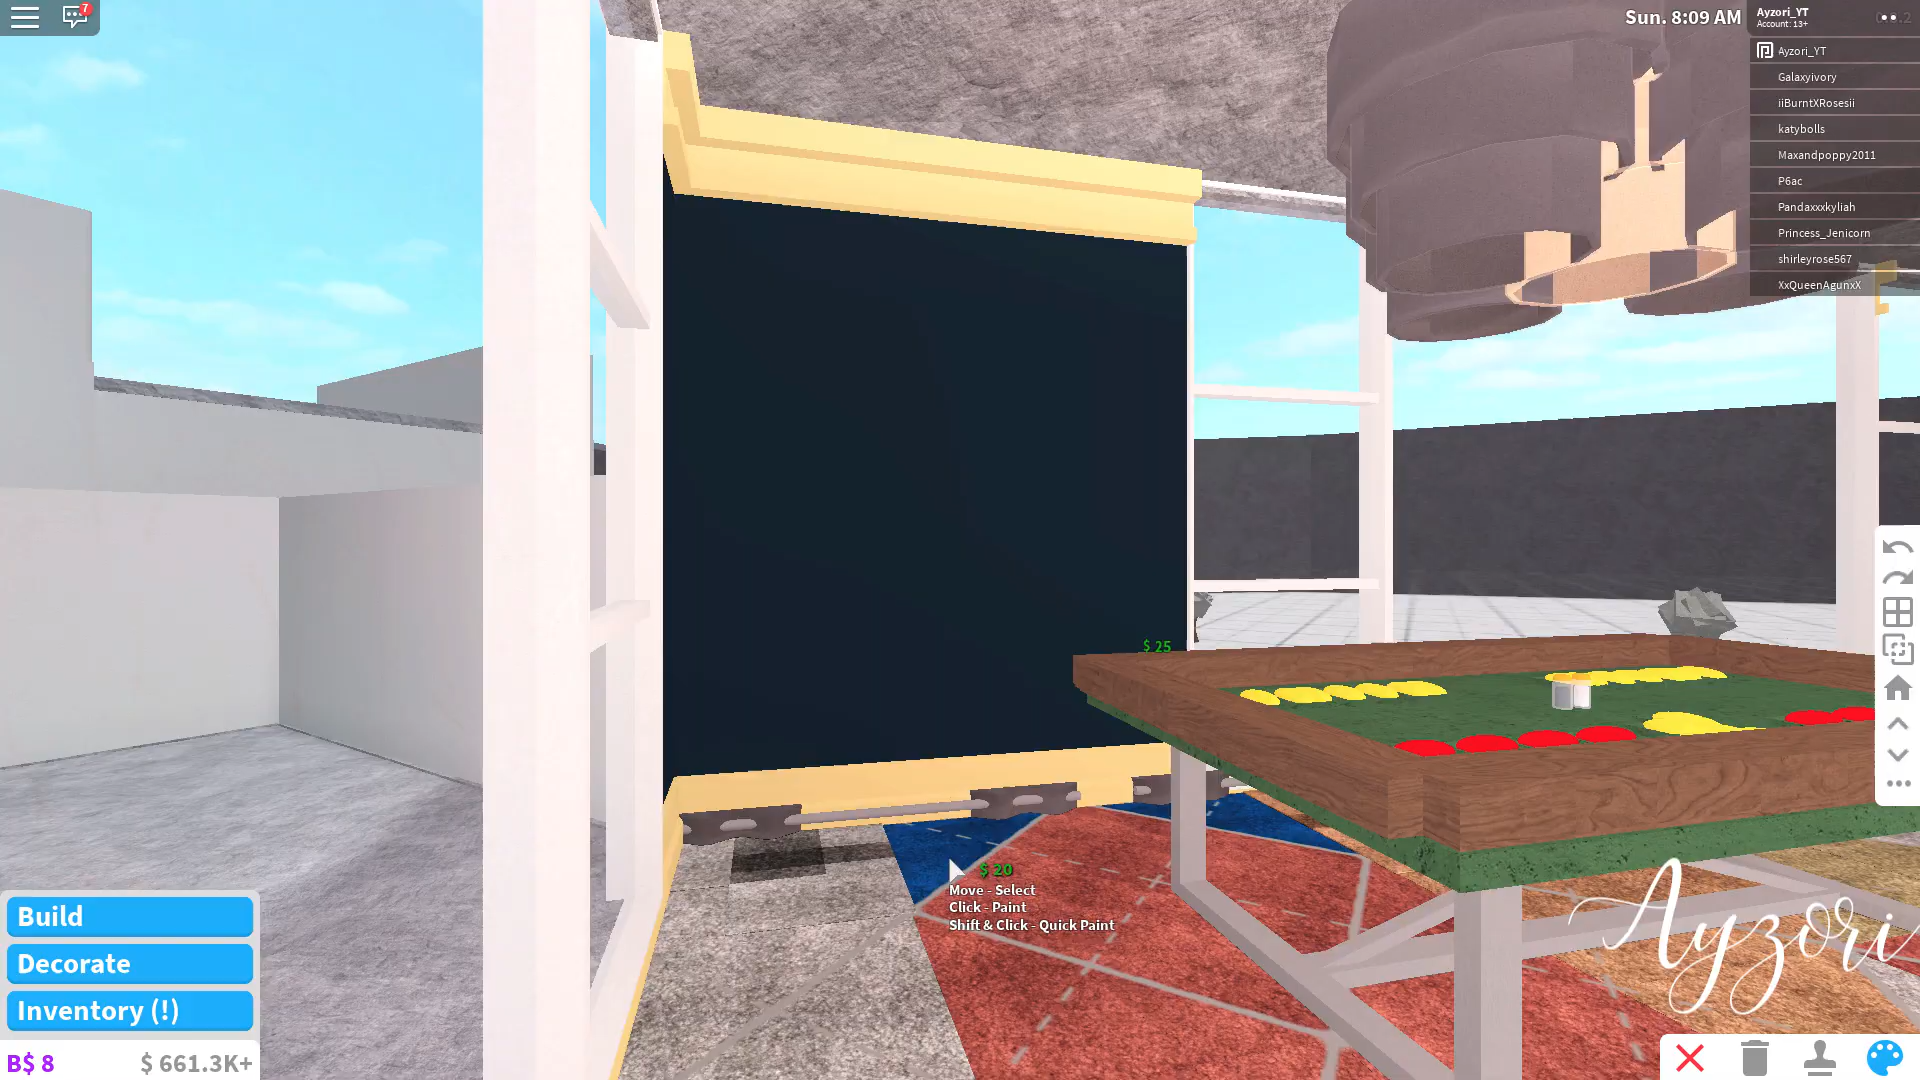 7
Sun. 8:09 AM
Ayzori_YT
Account: 13+
Ayzori_YT
Galaxyivory
iiBurntXRosesii
katybolls
Maxandpoppy2011
P6ac
Pandaxxxkyliah
Princess_Jenicorn
shirleyrose567
XxQueenAgunxX
$ 25
$ 20
Move - Select
Click - Paint
Shift & Click - Quick Paint
Ayzori
Build
Decorate
Inventory (!)
B$ 8
$ 661.3K+